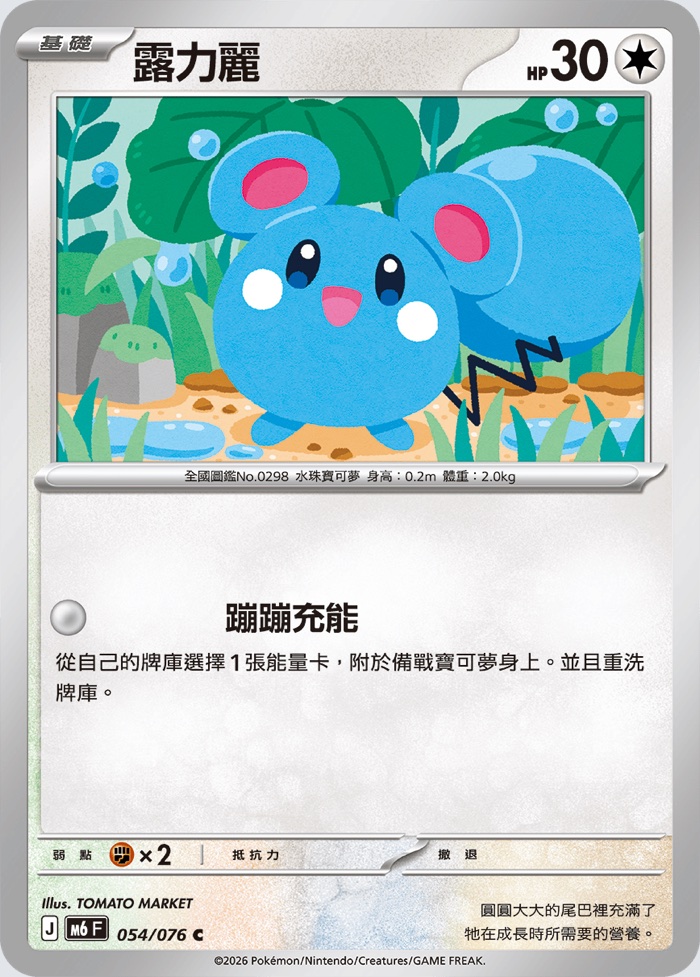 基礎
露力麗
HP30
全國圖鑑No.0298 水珠寶可夢 身高：0.2m 體重：2.0kg
蹦蹦充能
從自己的牌庫選擇1張能量卡，附於備戰寶可夢身上。並且重洗
牌庫。
弱點 ×2 抵抗力 撤退
Illus. TOMATO MARKET
J M6 F 054/076 C
圓圓大大的尾巴裡充滿了
牠在成長時所需要的營養。
©2026 Pokémon/Nintendo/Creatures/GAME FREAK.